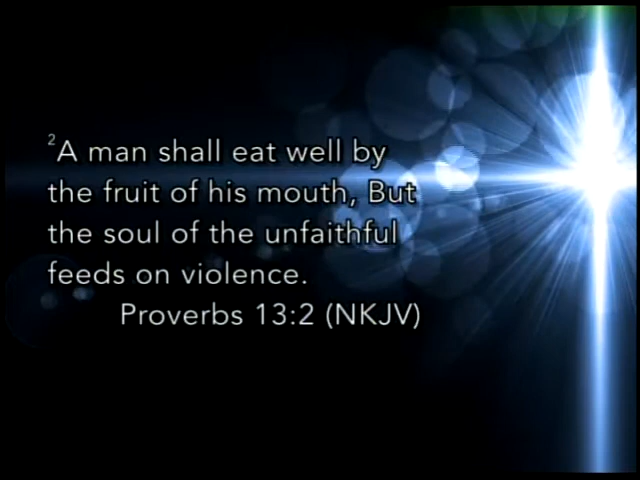 2A man shall eat well by
the fruit of his mouth, But
the soul of the unfaithful
feeds on violence.
Proverbs 13:2 (NKJV)